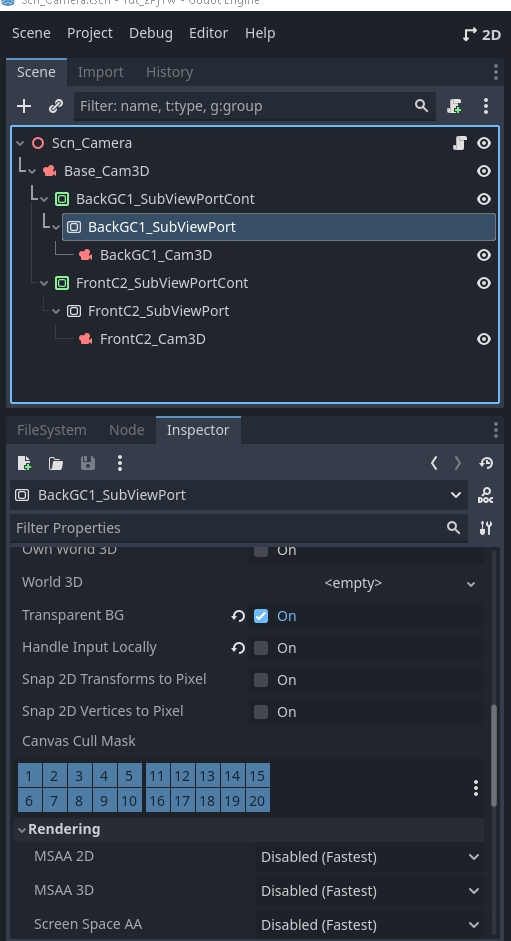 Scn_Camera.tscn - Tut_2PjTW - Godot Engine
Scene Project Debug Editor Help 2D
Scene Import History
Filter: name, t:type, g:group
Scn_Camera
Base_Cam3D
BackGC1_SubViewPortCont
BackGC1_SubViewPort
BackGC1_Cam3D
FrontC2_SubViewPortCont
FrontC2_SubViewPort
FrontC2_Cam3D
FileSystem Node Inspector
BackGC1_SubViewPort DOC
Filter Properties
Own World 3D On
World 3D <empty>
Transparent BG On
Handle Input Locally On
Snap 2D Transforms to Pixel On
Snap 2D Vertices to Pixel On
Canvas Cull Mask
1 2 3 4 5 11 12 13 14 15
6 7 8 9 10 16 17 18 19 20
Rendering
MSAA 2D Disabled (Fastest)
MSAA 3D Disabled (Fastest)
Screen Space AA Disabled (Fastest)